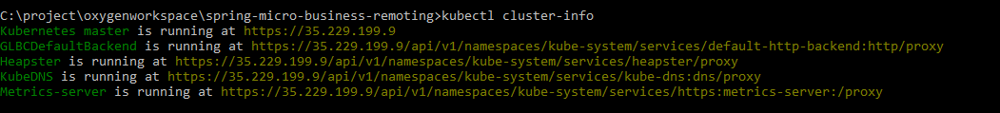 C:\project\oxygenworkspace\spring-micro-business-remoting>kubectl cluster-info
Kubernetes master is running at https://35.229.199.9
GLBCDefaultBackend is running at https://35.229.199.9/api/v1/namespaces/kube-system/services/default-http-backend:http/proxy
Heapster is running at https://35.229.199.9/api/v1/namespaces/kube-system/services/heapster/proxy
KubeDNS is running at https://35.229.199.9/api/v1/namespaces/kube-system/services/kube-dns:dns/proxy
Metrics-server is running at https://35.229.199.9/api/v1/namespaces/kube-system/services/https:metrics-server:/proxy